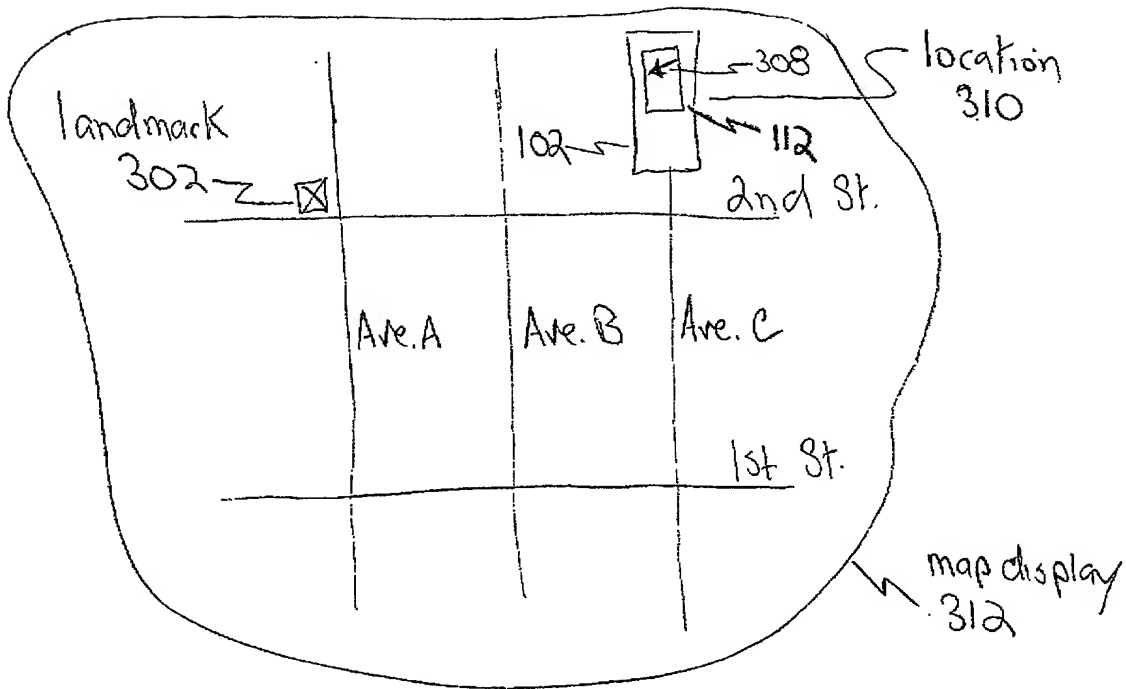 308
location
310
landmark
302
102
112
2nd St.
Ave. A
Ave. B
Ave. C
1st St.
map display
312